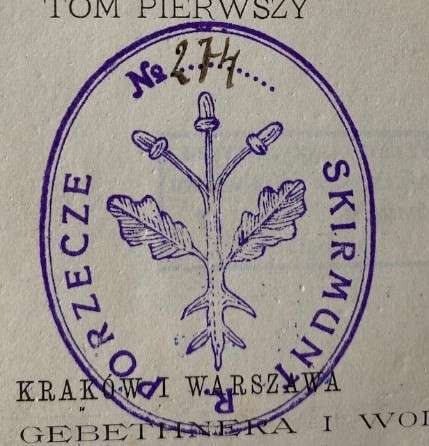 TOM PIERWSZY
№ 274
PORZECZE
R. SKIRMUNT
KRAKÓW I WARSZAWA
GEBETHNERA I